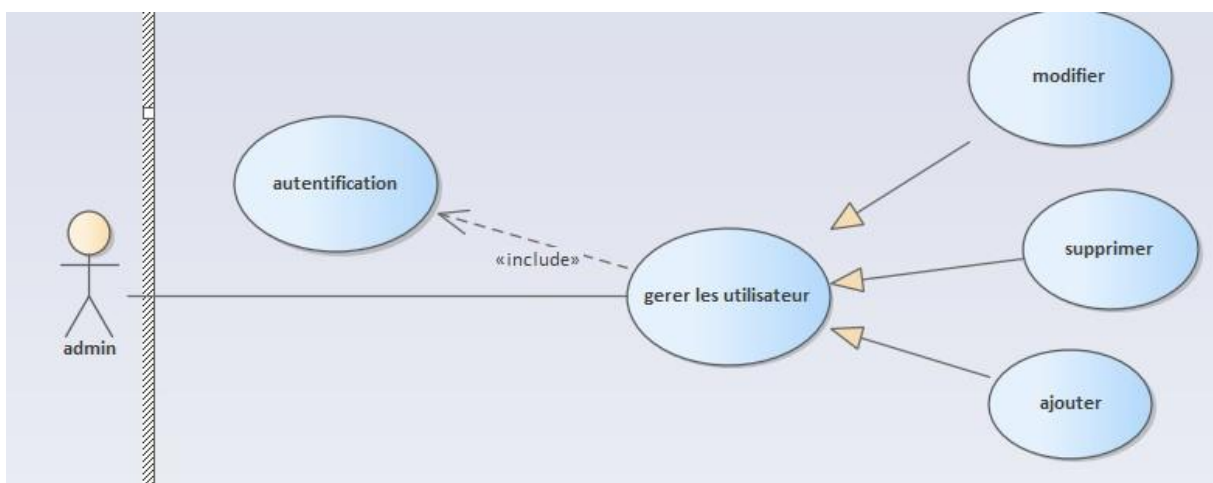 modifier
autentification
supprimer
«include»
gerer les utilisateur
admin
ajouter